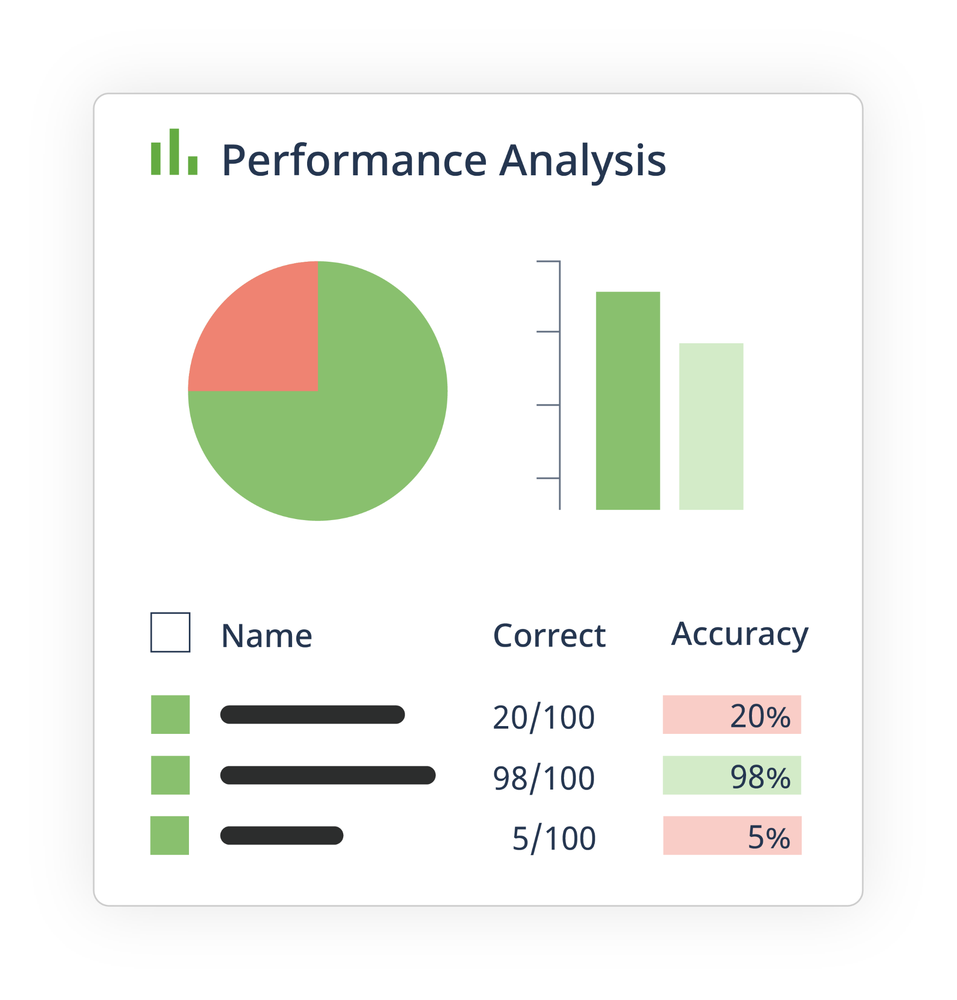 Performance Analysis
Name Correct Accuracy
20/100 20%
98/100 98%
5/100 5%